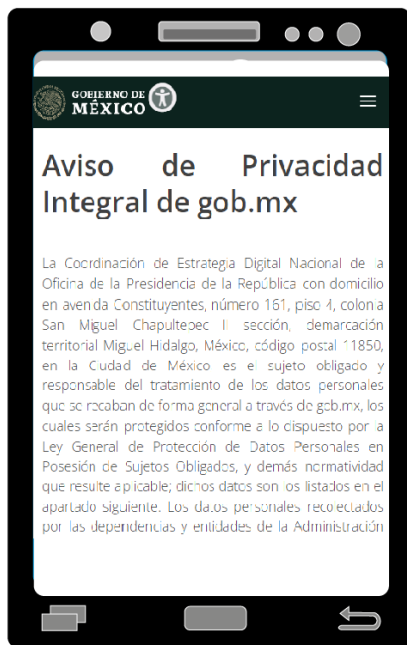 GOBIERNO DE
MÉXICO
Aviso de Privacidad
Integral de gob.mx
La Coordinación de Estrategia Digital Nacional de la
Oficina de la Presidencia de la República con domicilio
en avenida Constituyentes, número 161, piso 4, colonia
San Miguel Chapultepec II sección, demarcación
territorial Miguel Hidalgo, México, código postal 11850,
en la Ciudad de México es el sujeto obligado y
responsable del tratamiento de los datos personales
que se recaban de forma general a través de gob.mx, los
cuales serán protegidos conforme a lo dispuesto por la
Ley General de Protección de Datos Personales en
Posesión de Sujetos Obligados, y demás normatividad
que resulte aplicable; dichos datos son los listados en el
apartado siguiente. Los datos personales recolectados
por las dependencias y entidades de la Administración